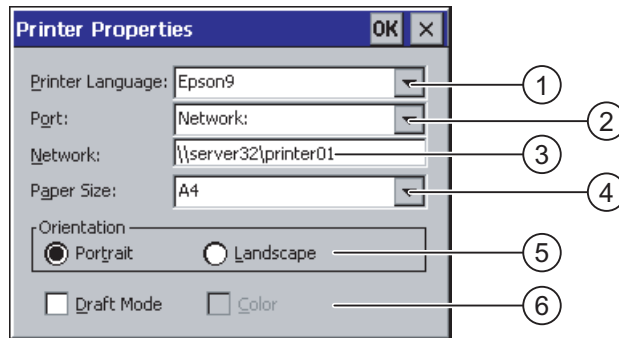 Printer Properties OK ×
Printer Language: Epson9 1
Port: Network: 2
Network: \\server32\printer01 3
Paper Size: A4 4
Orientation
Portrait Landscape 5
Draft Mode Color 6